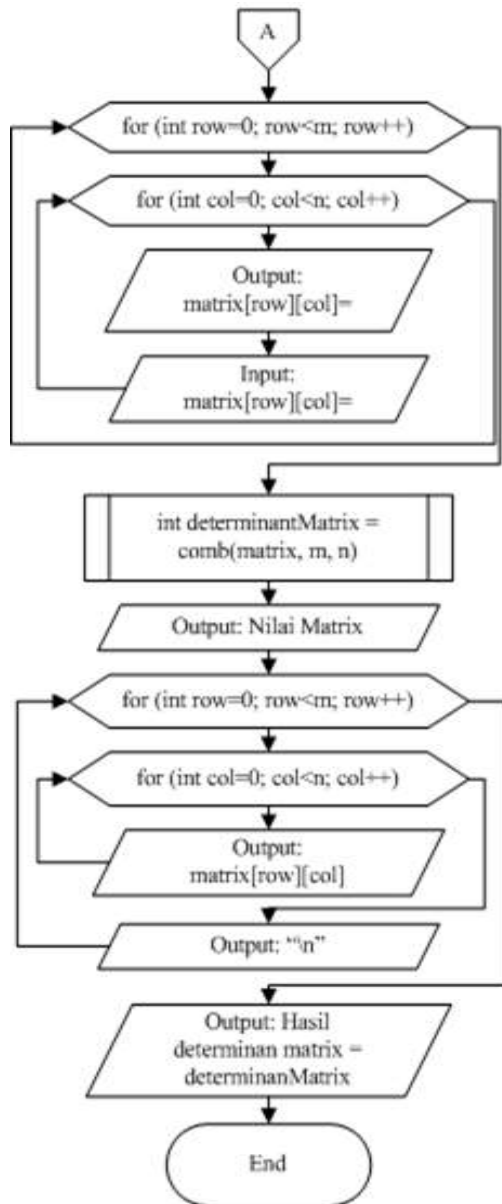 A
for (int row=0; row<m; row++)
for (int col=0; col<n; col++)
Output:
matrix[row][col]=
Input:
matrix[row][col]=
int determinantMatrix =
comb(matrix, m, n)
Output: Nilai Matrix
for (int row=0; row<m; row++)
for (int col=0; col<n; col++)
Output:
matrix[row][col]
Output: “\n”
Output: Hasil
determinan matrix =
determinanMatrix
End